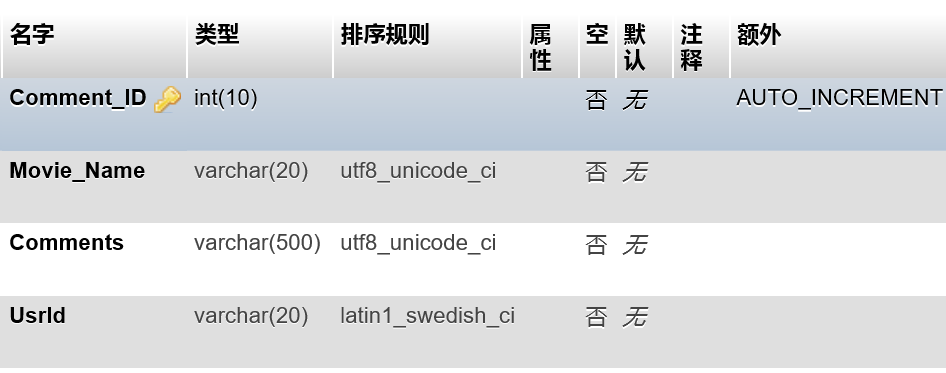 名字 类型 排序规则 属性 空 默认 注释 额外
Comment_ID int(10) 否 无 AUTO_INCREMENT
Movie_Name varchar(20) utf8_unicode_ci 否 无
Comments varchar(500) utf8_unicode_ci 否 无
UsrId varchar(20) latin1_swedish_ci 否 无